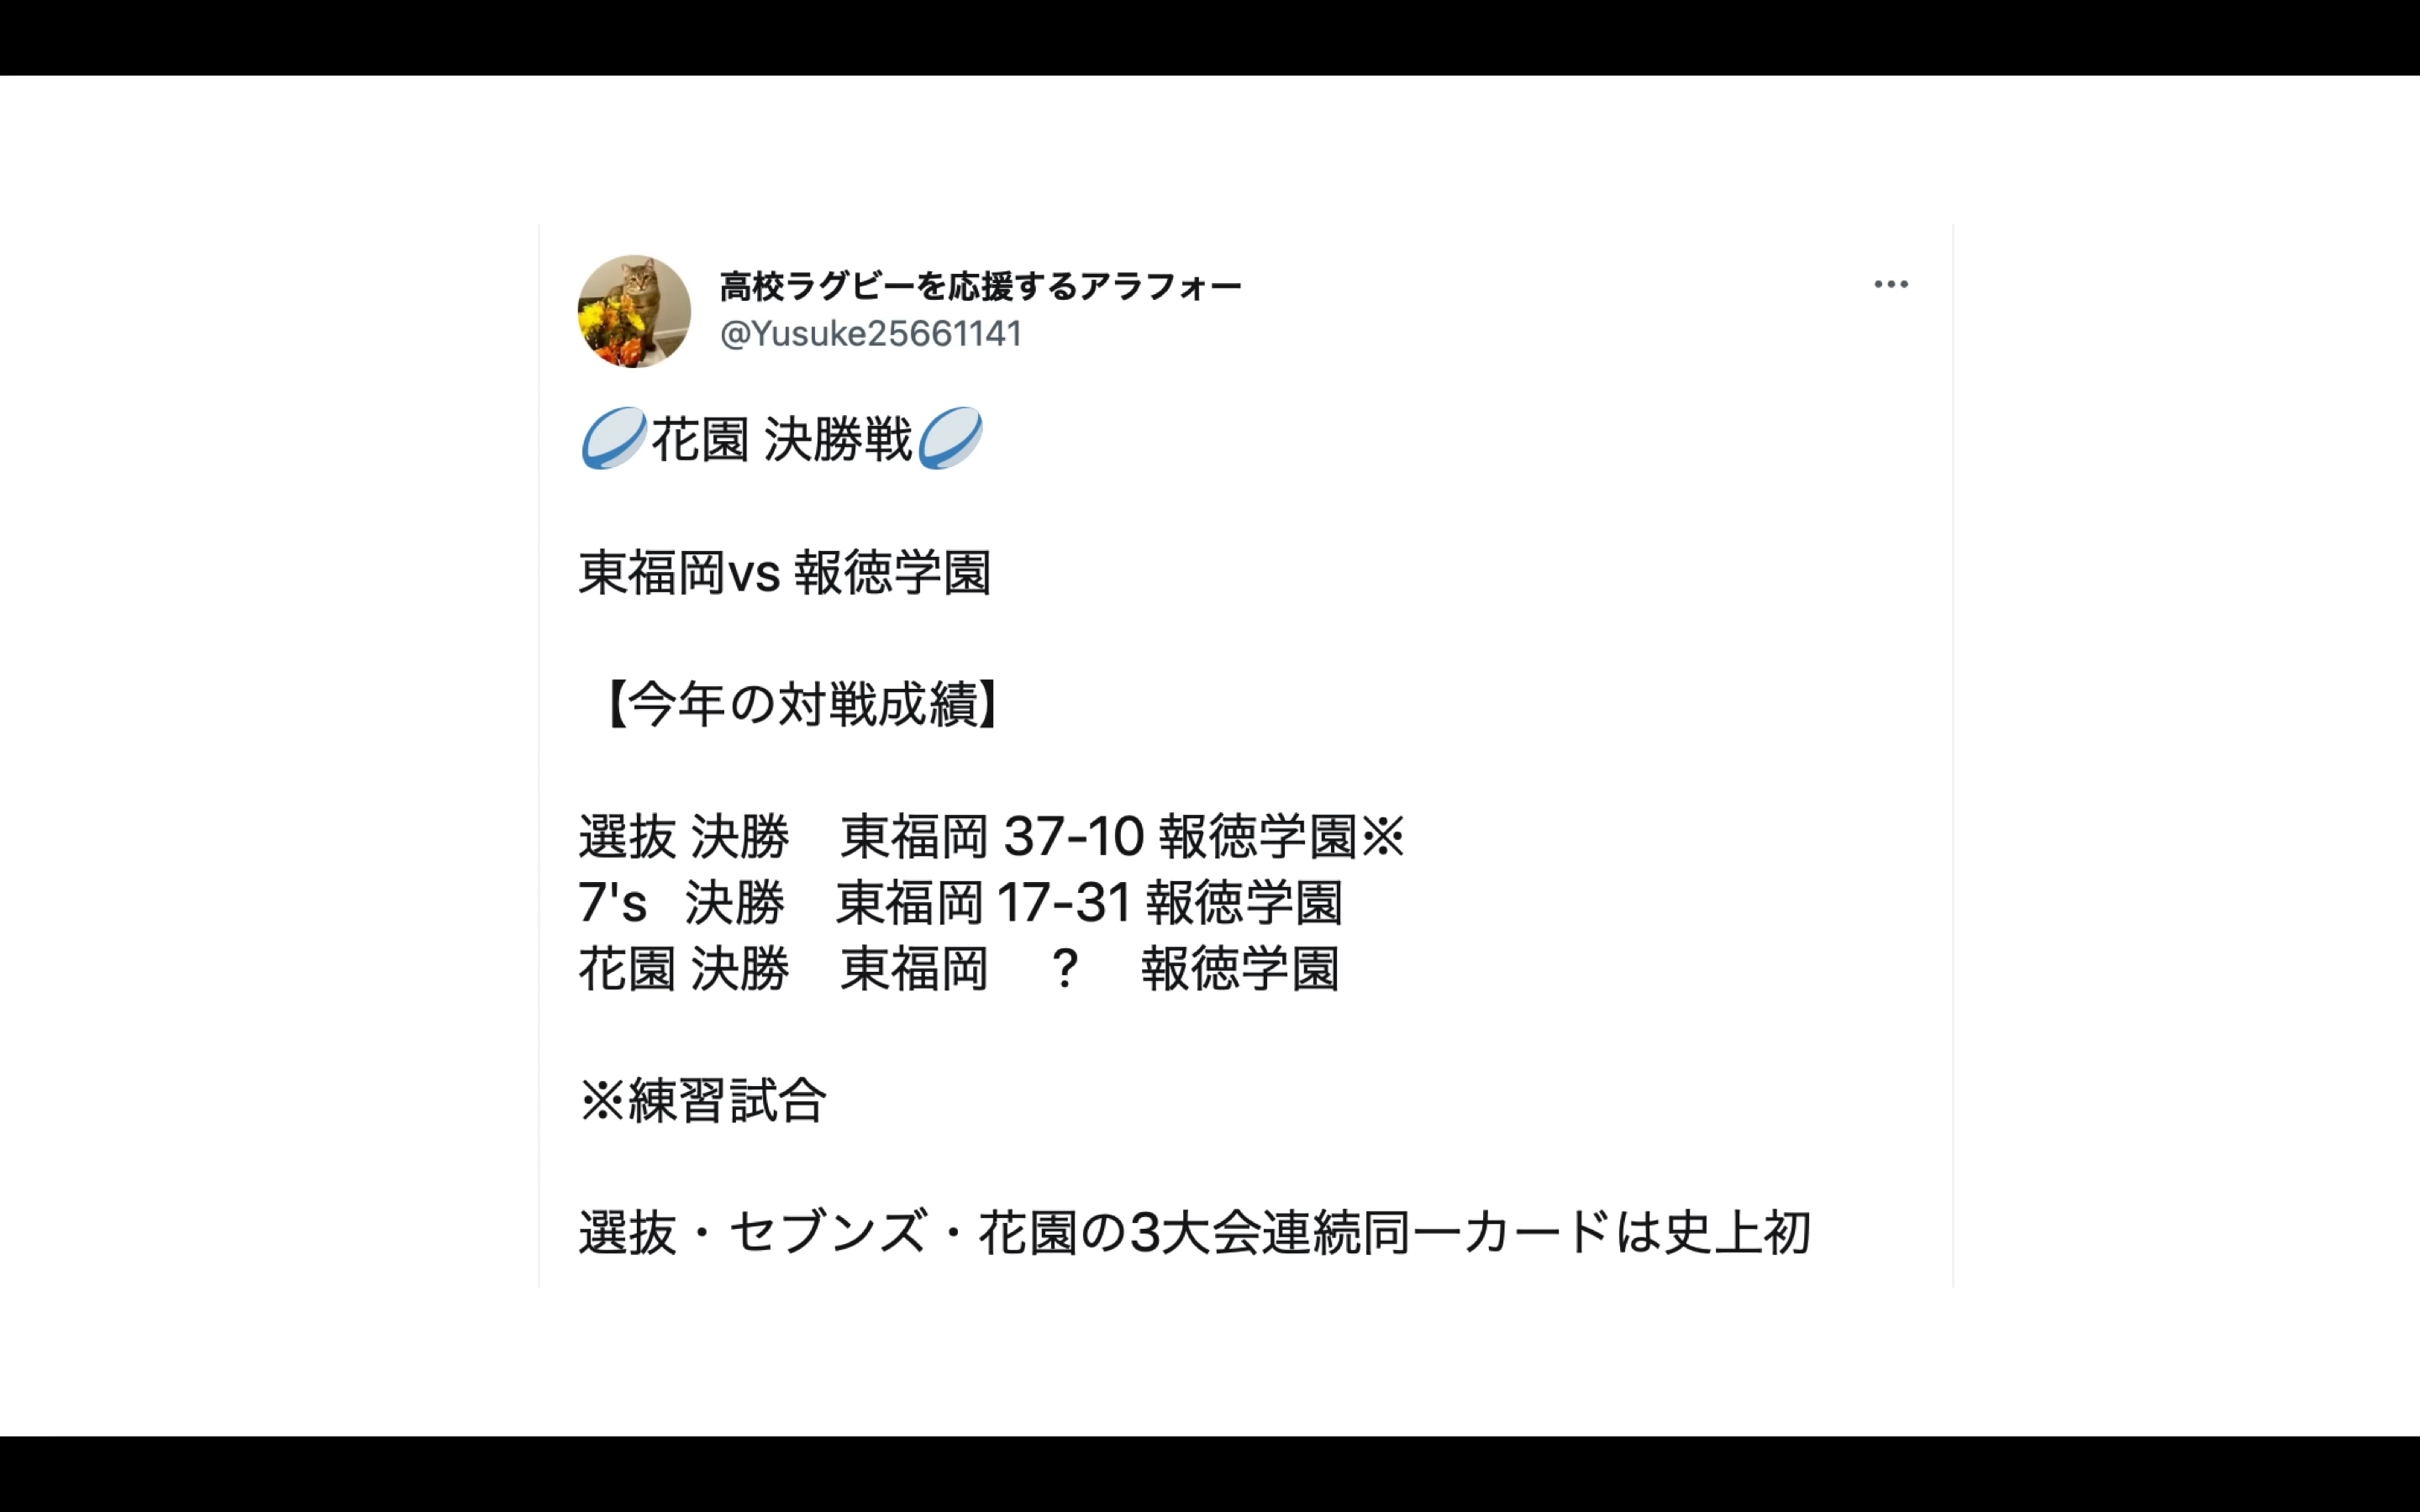 高校ラグビーを応援するアラフォー
@Yusuke25661141
🏉花園 決勝戦🏉
東福岡vs 報徳学園
【今年の対戦成績】
選抜 決勝　東福岡 37-10 報徳学園※
7's 決勝　東福岡 17-31 報徳学園
花園 決勝　東福岡　?　報徳学園
※練習試合
選抜・セブンズ・花園の3大会連続同一カードは史上初